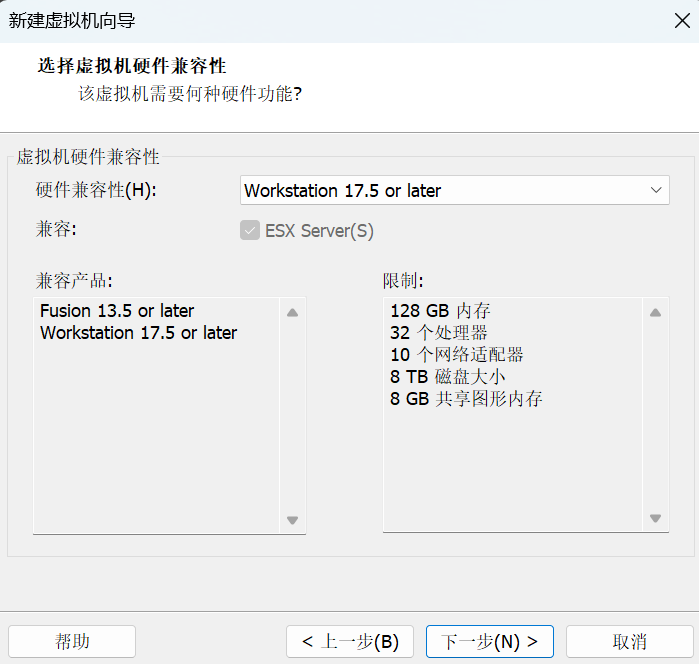 新建虚拟机向导
选择虚拟机硬件兼容性
该虚拟机需要何种硬件功能?
虚拟机硬件兼容性
硬件兼容性(H):
Workstation 17.5 or later
兼容:
ESX Server(S)
兼容产品:
Fusion 13.5 or later
Workstation 17.5 or later
限制:
128 GB 内存
32 个处理器
10 个网络适配器
8 TB 磁盘大小
8 GB 共享图形内存
帮助
< 上一步(B)
下一步(N) >
取消